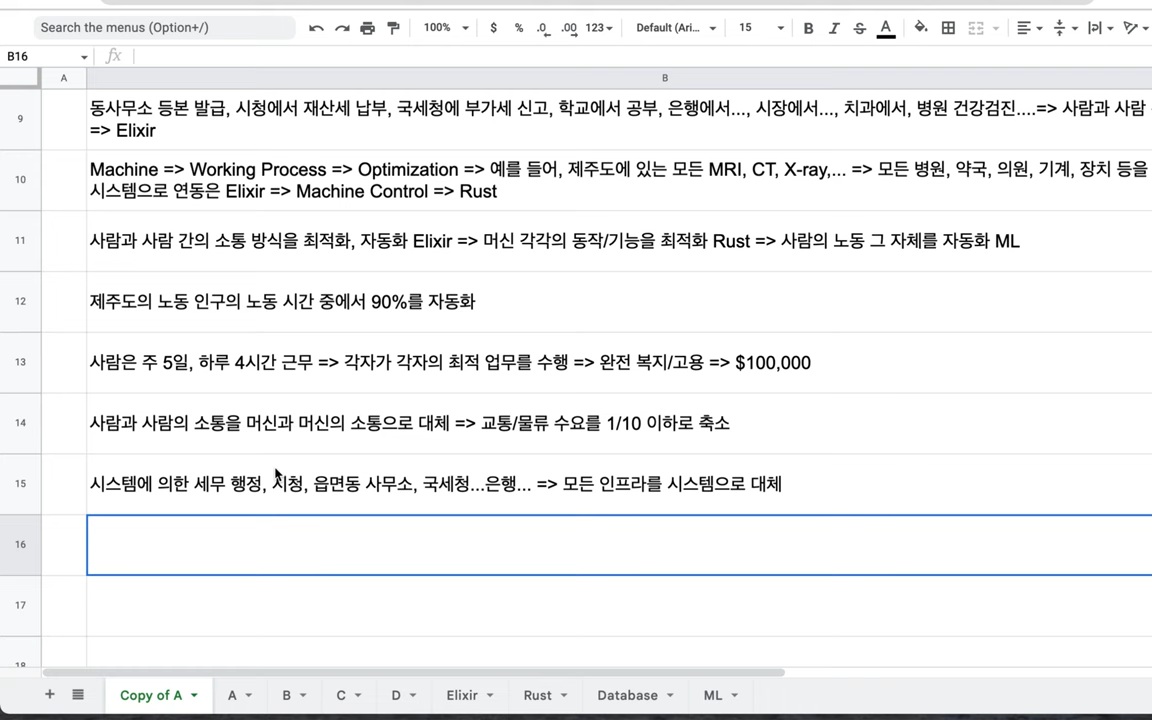 Search the menus (Option+/)
100%
$
%
.0
.00
123
Default (Ari...
15
B
I
S
A
B16
fx
A
B
9
동사무소 등본 발급, 시청에서 재산세 납부, 국세청에 부가세 신고, 학교에서 공부, 은행에서..., 시장에서..., 치과에서, 병원 건강검진....=> 사람과 사람
=> Elixir
10
Machine => Working Process => Optimization => 예를 들어, 제주도에 있는 모든 MRI, CT, X-ray,... => 모든 병원, 약국, 의원, 기계, 장치 등을
시스템으로 연동은 Elixir => Machine Control => Rust
11
사람과 사람 간의 소통 방식을 최적화, 자동화 Elixir => 머신 각각의 동작/기능을 최적화 Rust => 사람의 노동 그 자체를 자동화 ML
12
제주도의 노동 인구의 노동 시간 중에서 90%를 자동화
13
사람은 주 5일, 하루 4시간 근무 => 각자가 각자의 최적 업무를 수행 => 완전 복지/고용 => $100,000
14
사람과 사람의 소통을 머신과 머신의 소통으로 대체 => 교통/물류 수요를 1/10 이하로 축소
15
시스템에 의한 세무 행정, 시청, 읍면동 사무소, 국세청...은행... => 모든 인프라를 시스템으로 대체
16
17
18
Copy of A
A
B
C
D
Elixir
Rust
Database
ML